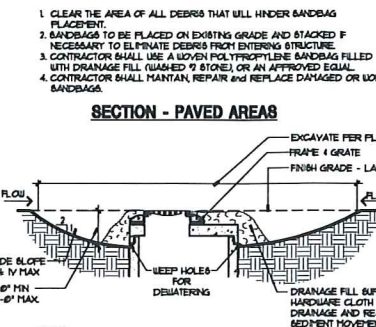 1. CLEAR THE AREA OF ALL DEBRIS THAT WILL HINDER SANDBAG
PLACEMENT.
2. SANDBAGS TO BE PLACED ON EXISTING GRADE AND STACKED IF
NECESSARY TO ELIMINATE DEBRIS FROM ENTERING STRUCTURE.
3. CONTRACTOR SHALL USE A WOVEN POLYPROPYLENE SANDBAG FILLED
WITH DRAINAGE FILL (WASHED STONE), OR AN APPROVED EQUAL.
4. CONTRACTOR SHALL MAINTAIN, REPAIR and REPLACE DAMAGED OR
SANDBAGS.
SECTION - PAVED AREAS
EXCAVATE PER
FRAME & GRATE
FLOW
FINISH GRADE - 
2
SLOPE
1V MAX
MIN
MAX
WEEP HOLES
FOR
DEWATERING
DRAINAGE FILL
HARDWARE CLOTH
DRAINAGE AND
SEDIMENT